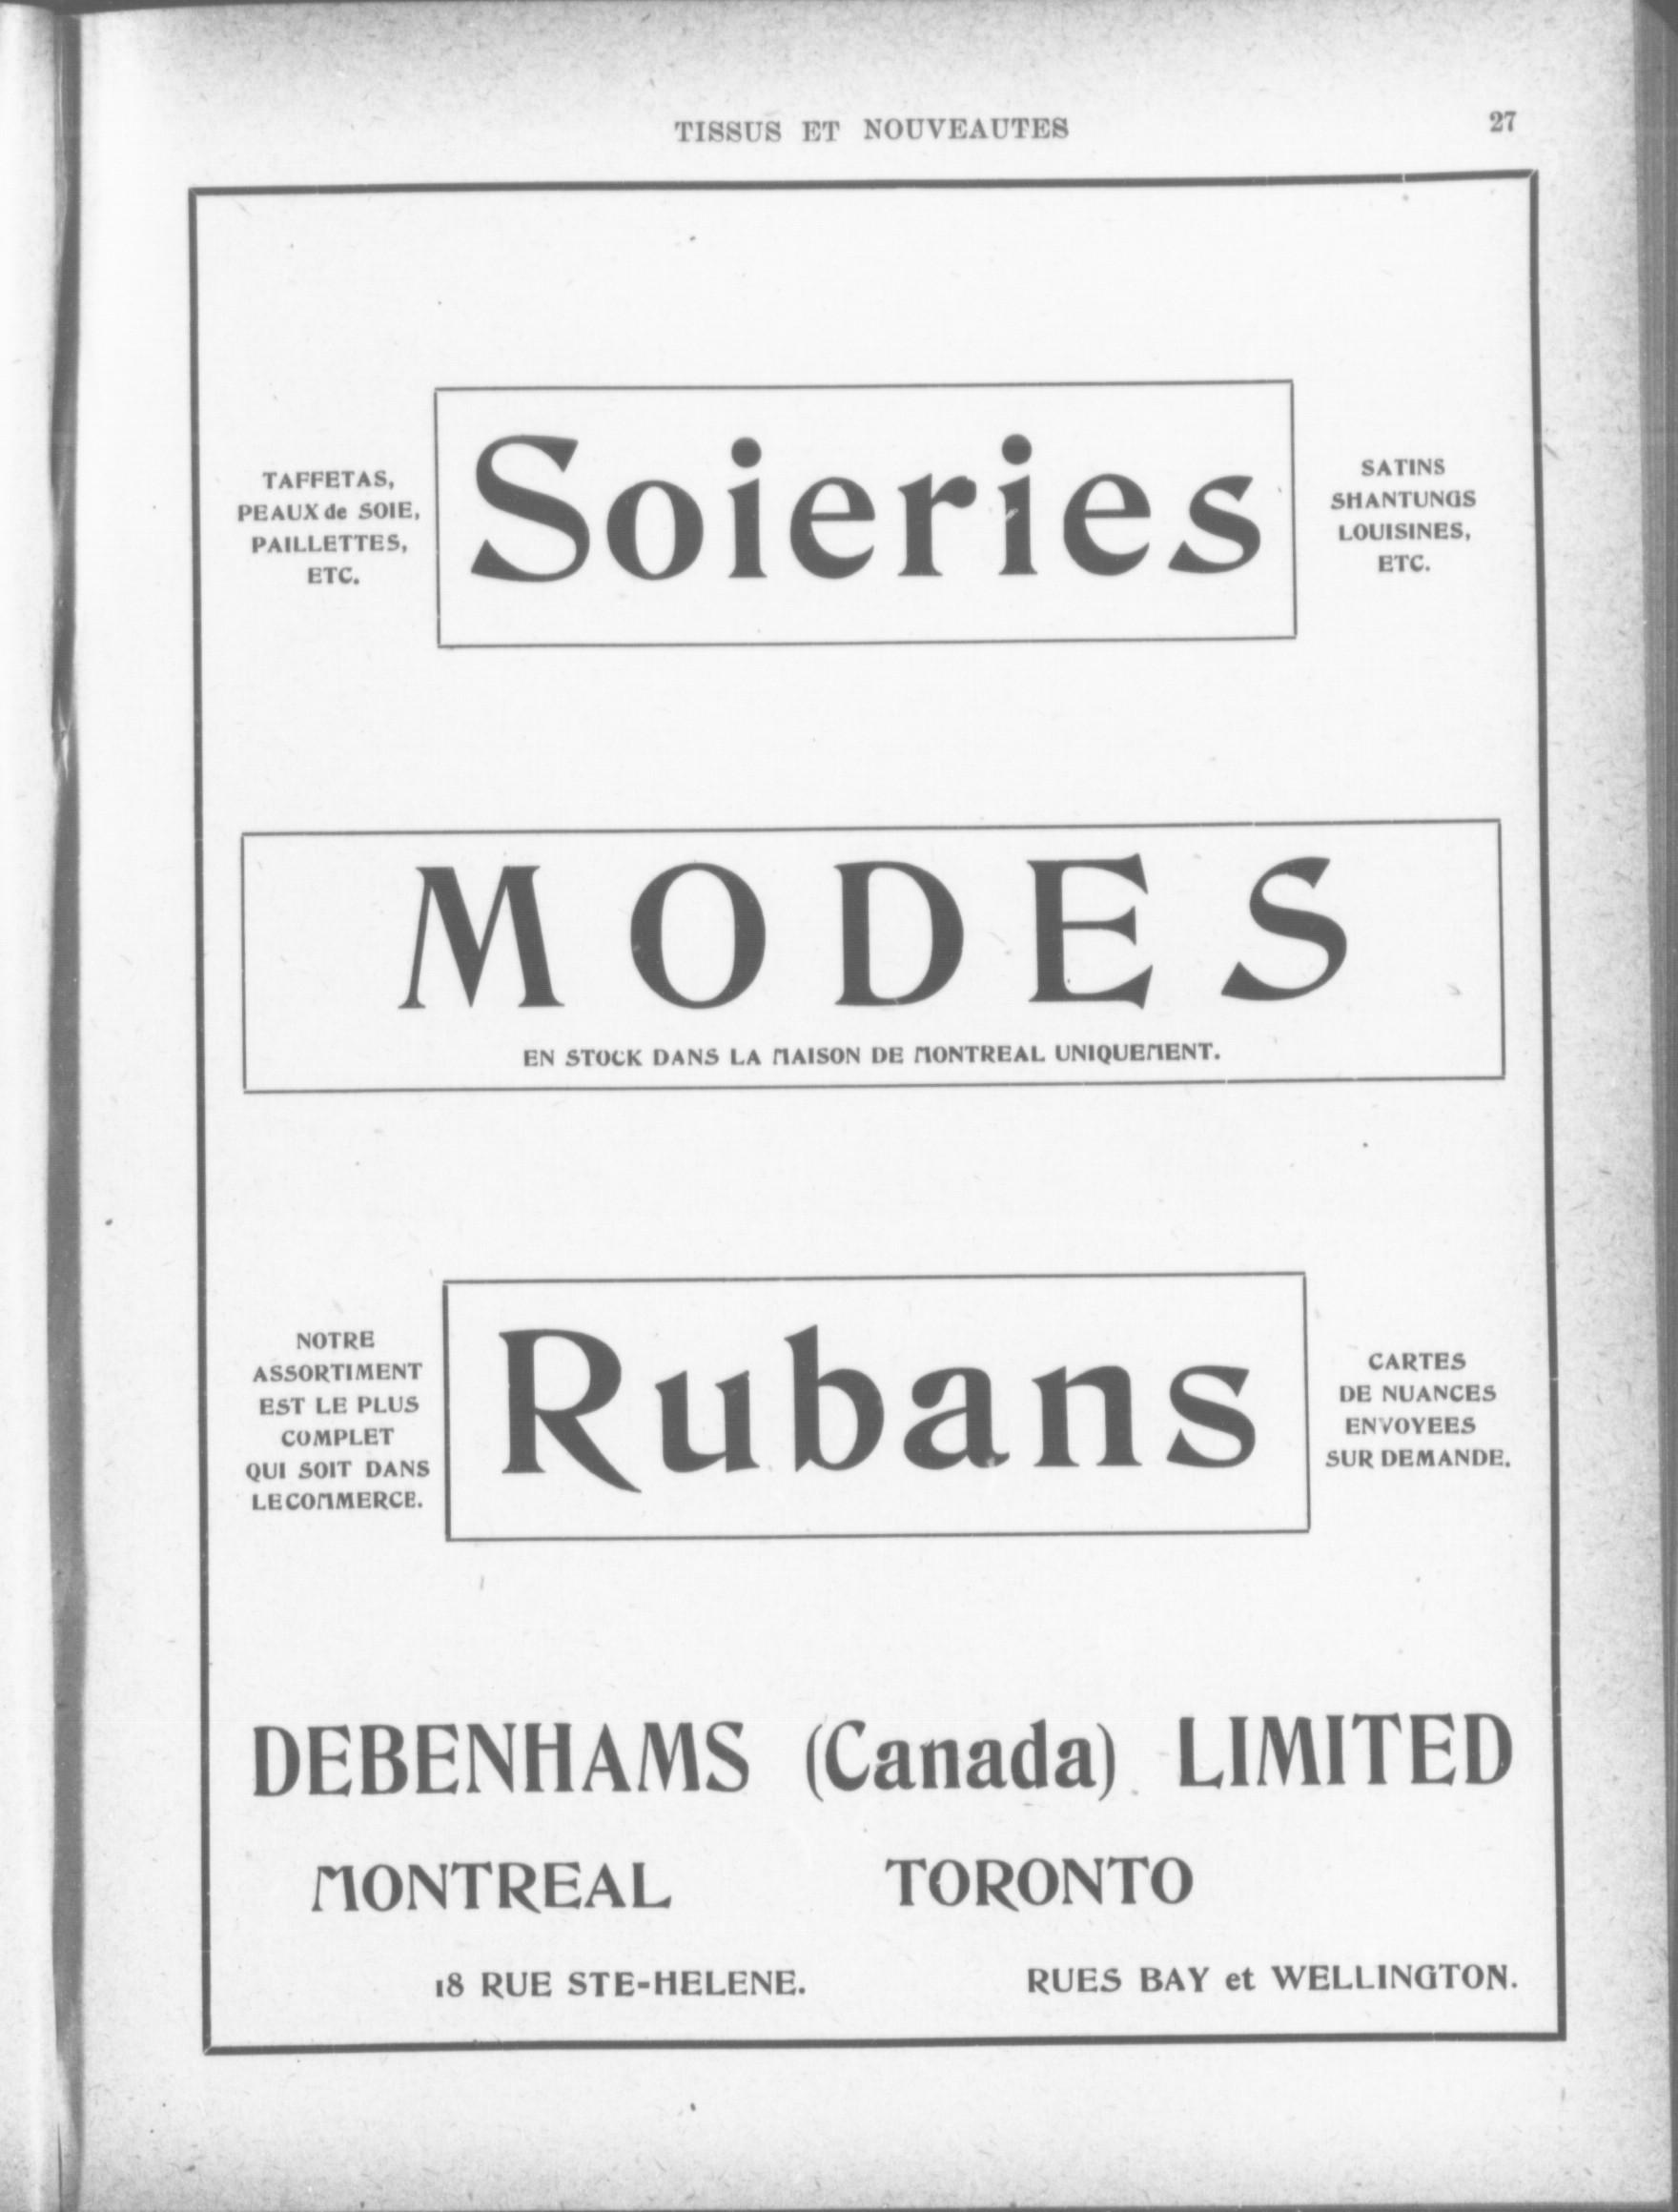 TISSUS ET NOUVEAUTES
27
TAFFETAS,
PEAUX de SOIE,
PAILLETTES,
ETC.
Soieries
SATINS
SHANTUNGS
LOUISINES,
ETC.
MODES
EN STOCK DANS LA MAISON DE MONTREAL UNIQUEMENT.
NOTRE
ASSORTIMENT
EST LE PLUS
COMPLET
QUI SOIT DANS
LE COMMERCE.
Rubans
CARTES
DE NUANCES
ENVOYEES
SUR DEMANDE.
DEBENHAMS (Canada) LIMITED
MONTREAL
TORONTO
18 RUE STE-HELENE.
RUES BAY et WELLINGTON.